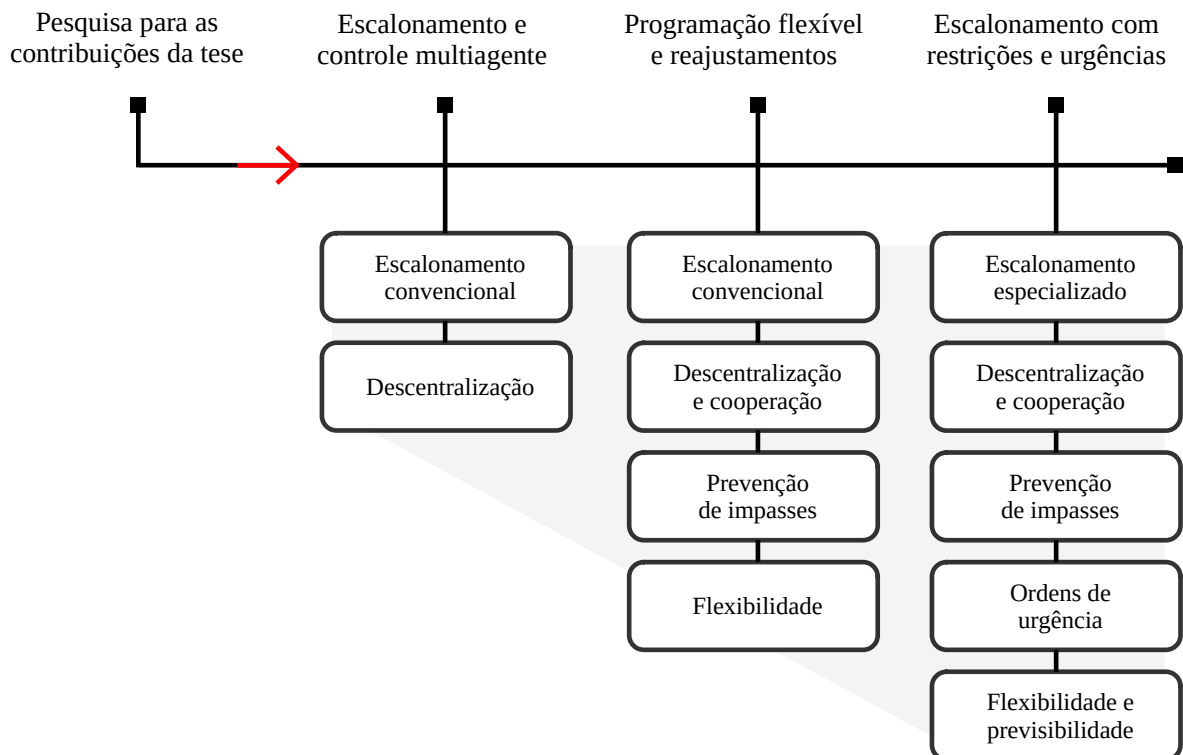 Pesquisa para as
contribuições da tese
Escalonamento e
controle multiagente
Programação flexível
e reajustamentos
Escalonamento com
restrições e urgências
Escalonamento
convencional
Descentralização
Escalonamento
convencional
Descentralização
e cooperação
Prevenção
de impasses
Flexibilidade
Escalonamento
especializado
Descentralização
e cooperação
Prevenção
de impasses
Ordens de
urgência
Flexibilidade e
previsibilidade